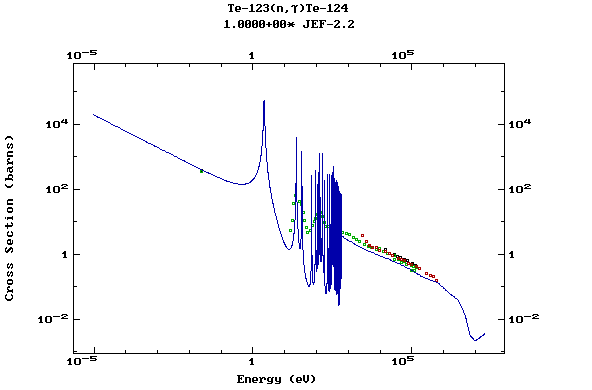 Te-123(n,γ)Te-124
1.0000+00* JEF-2.2
10⁻⁵ 1 10⁵
10⁴ 10⁴
10² 10²
Cross Section (barns)
1 1
10⁻² 10⁻²
10⁻⁵ 1 10⁵
Energy (eV)